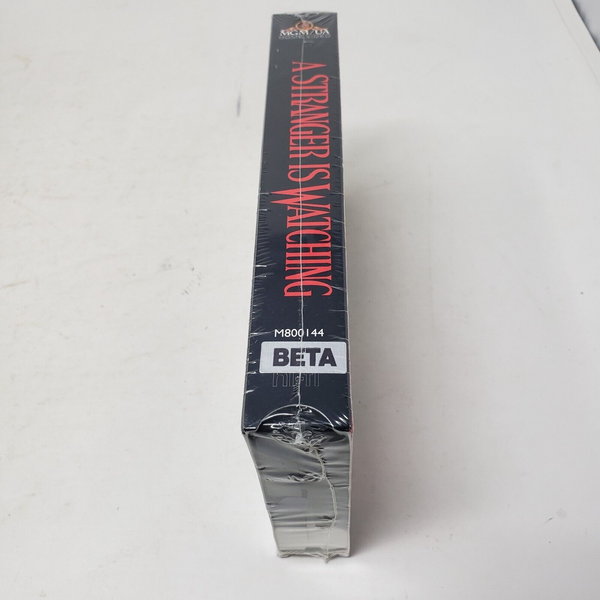 MGM/UA
A STRANGER IS WATCHING
M800144
BETA